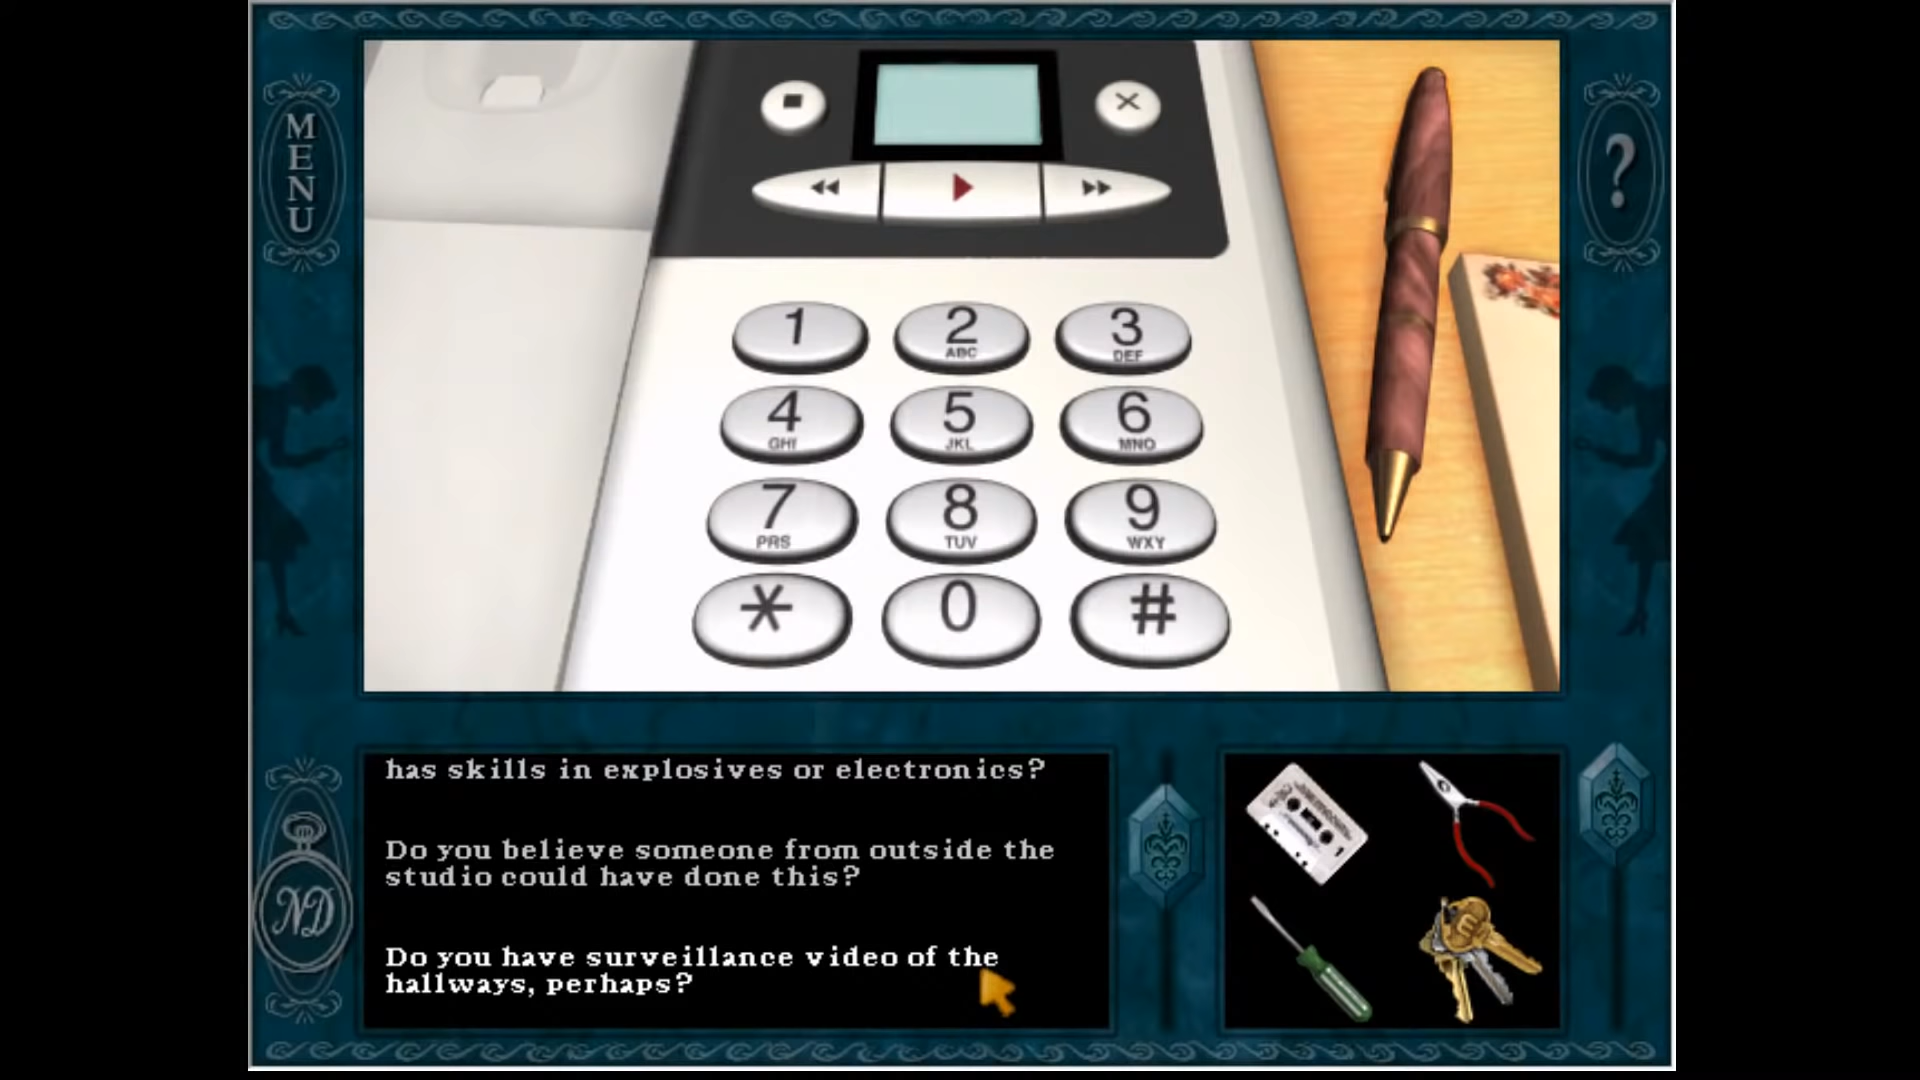 MENU
?
1
2
ABC
3
DEF
4
GHI
5
JKL
6
MNO
7
PRS
8
TUV
9
WXY
*
0
#
has skills in explosives or electronics?
Do you believe someone from outside the
studio could have done this?
Do you have surveillance video of the
hallways, perhaps?
ND
1
E